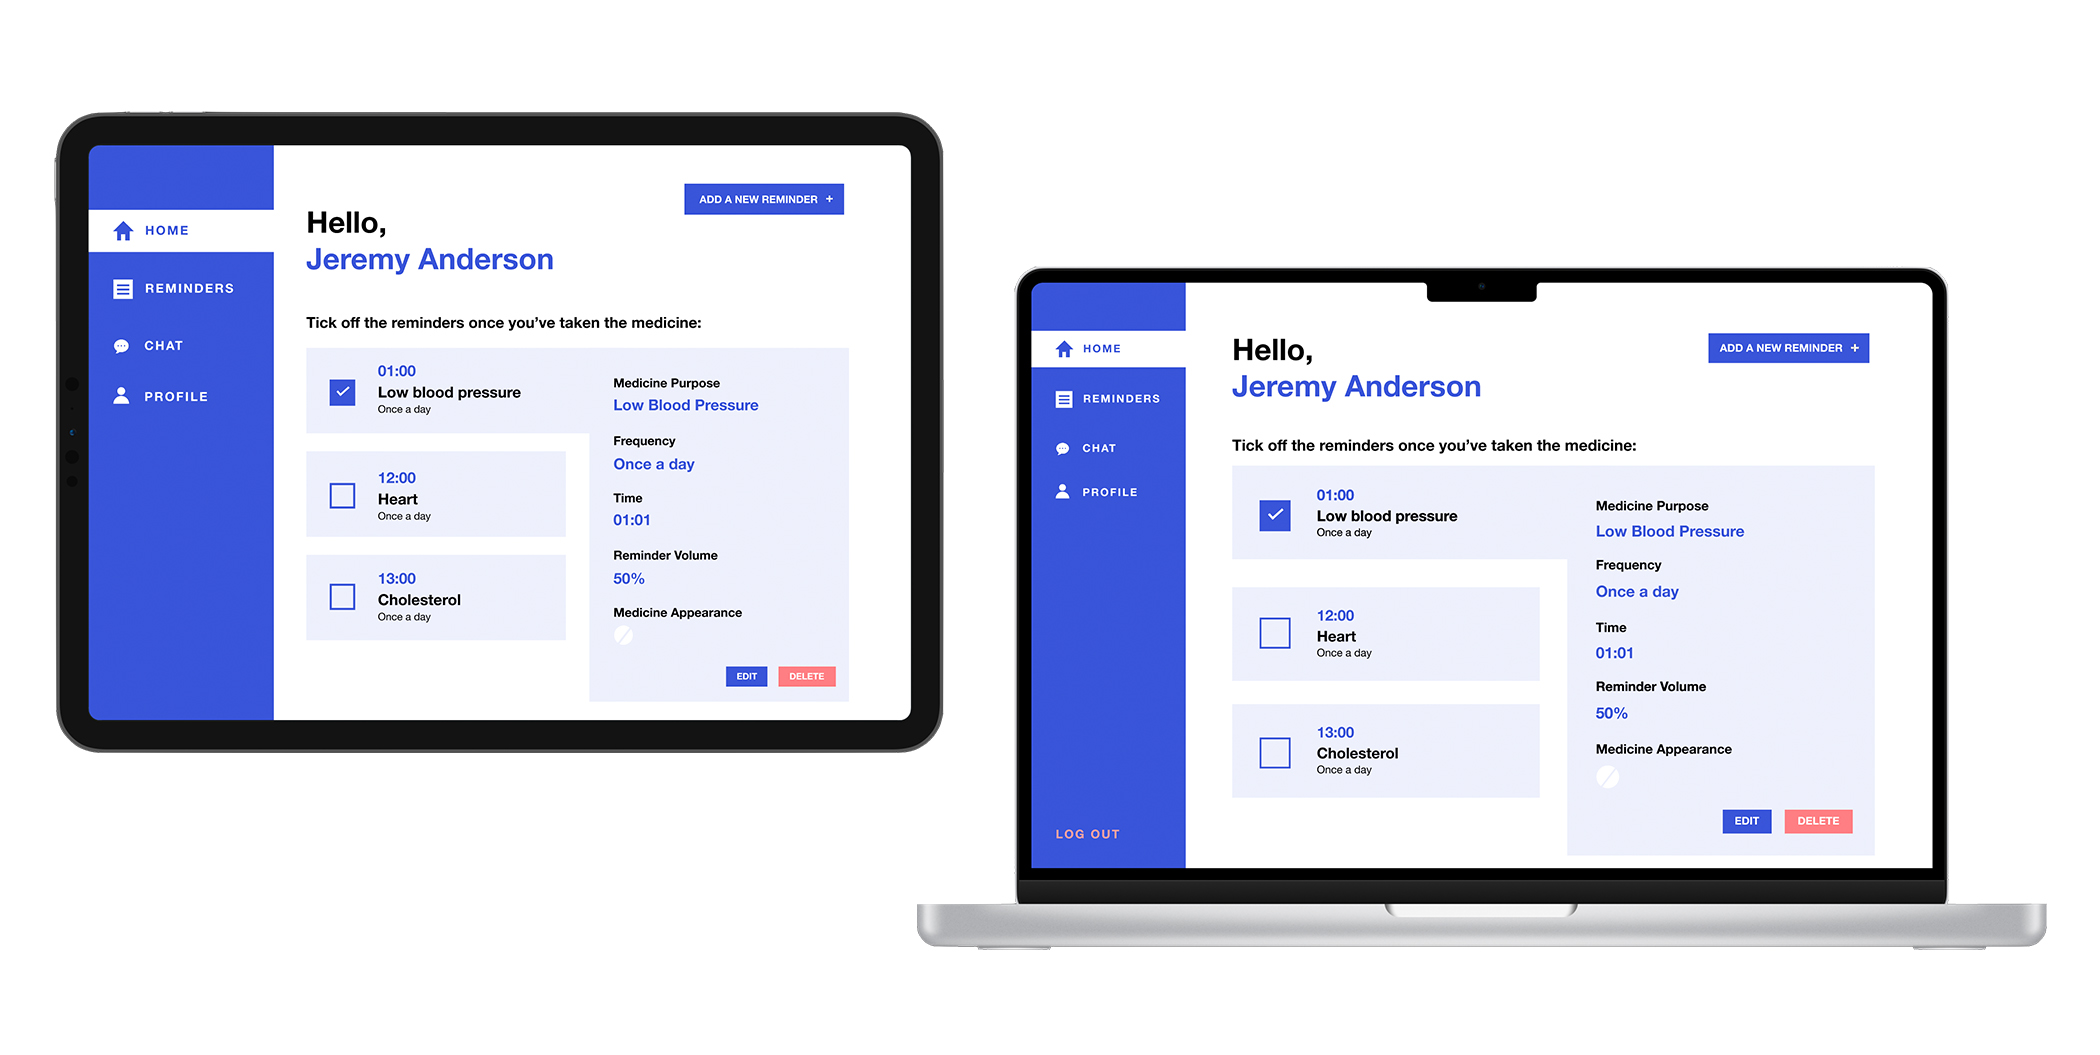 HOME
REMINDERS
CHAT
PROFILE
ADD A NEW REMINDER +
Hello,
Jeremy Anderson
Tick off the reminders once you've taken the medicine:
01:00
Low blood pressure
Once a day
12:00
Heart
Once a day
13:00
Cholesterol
Once a day
Medicine Purpose
Low Blood Pressure
Frequency
Once a day
Time
01:01
Reminder Volume
50%
Medicine Appearance
EDIT
DELETE
HOME
REMINDERS
CHAT
PROFILE
LOG OUT
ADD A NEW REMINDER +
Hello,
Jeremy Anderson
Tick off the reminders once you've taken the medicine:
01:00
Low blood pressure
Once a day
12:00
Heart
Once a day
13:00
Cholesterol
Once a day
Medicine Purpose
Low Blood Pressure
Frequency
Once a day
Time
01:01
Reminder Volume
50%
Medicine Appearance
EDIT
DELETE